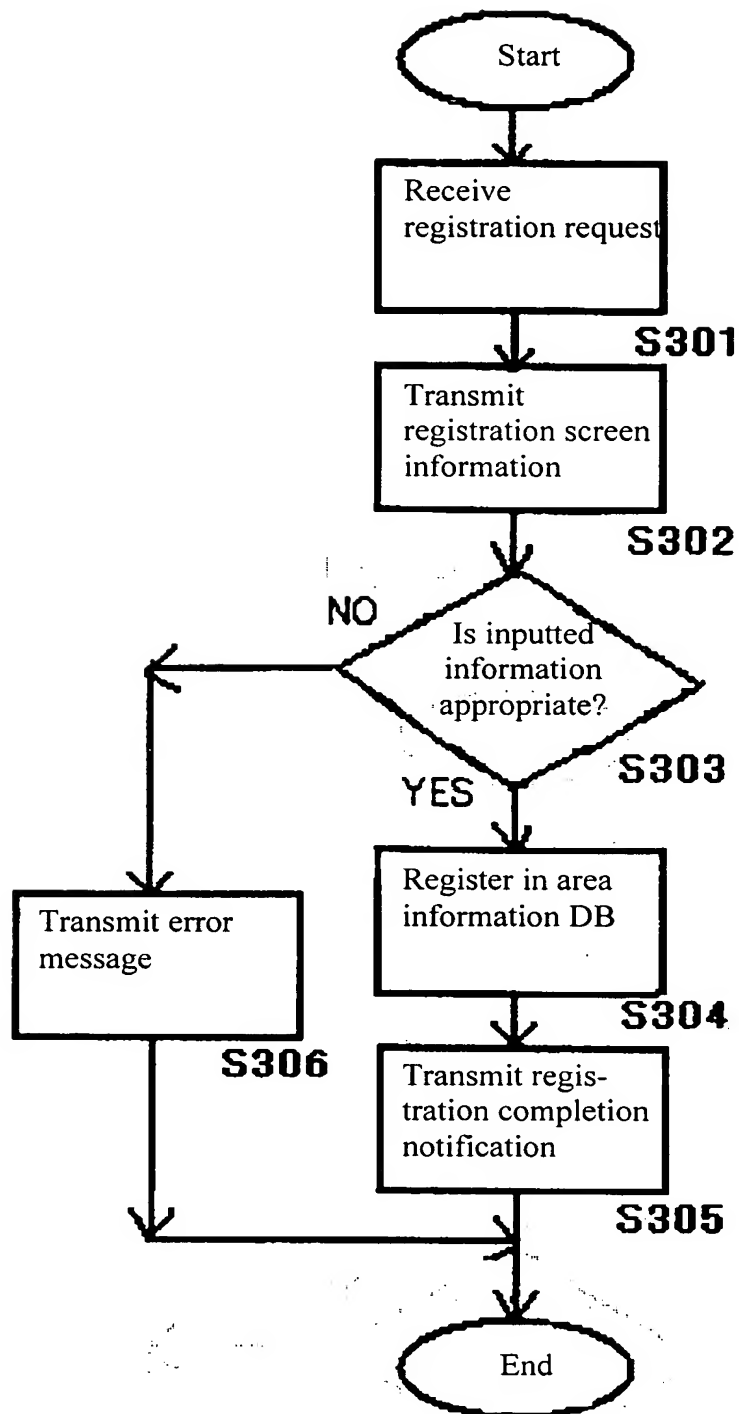 Start
Receive
registration request
S301
Transmit
registration screen
information
S302
NO
Is inputted
information
appropriate?
S303
YES
Register in area
information DB
S304
Transmit error
message
S306
Transmit regis-
tration completion
notification
S305
End